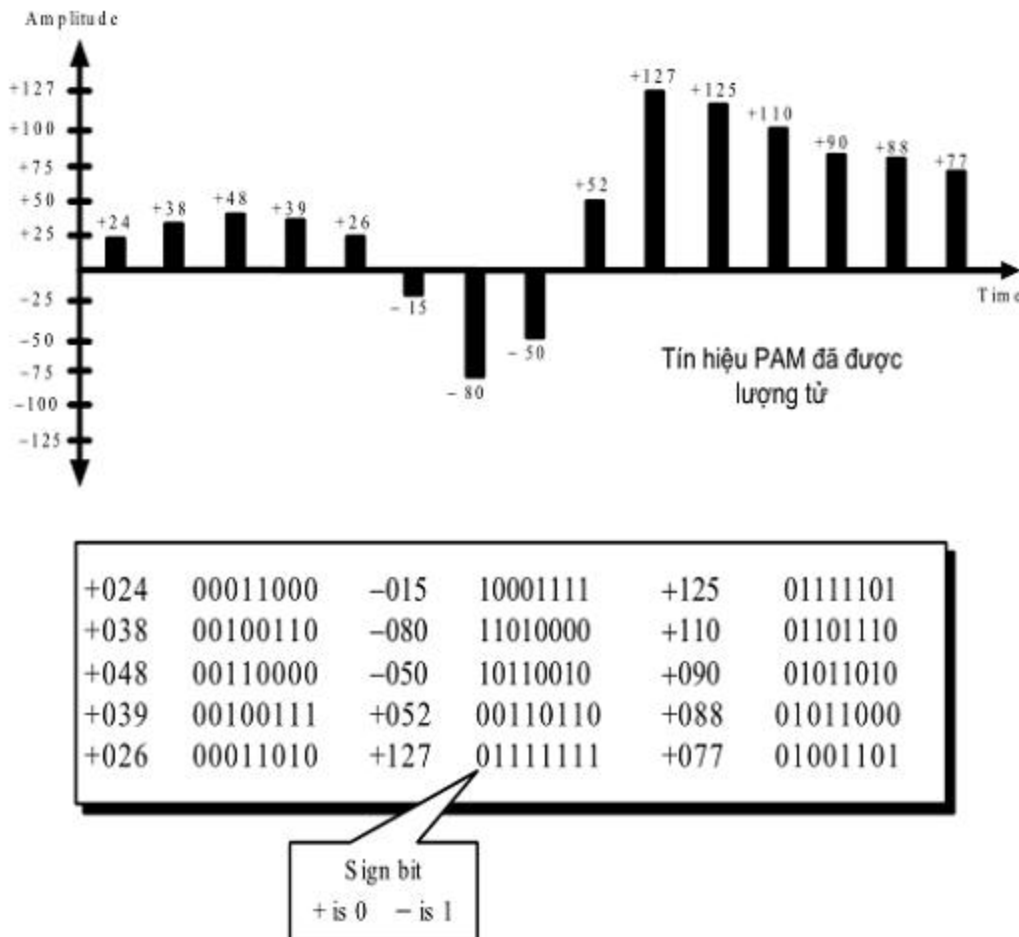 Amplitude
+127
+100
+75
+50
+25
−25
−50
−75
−100
−125
+24
+38
+48
+39
+26
− 15
− 80
− 50
+52
+127
+125
+110
+90
+88
+77
Time
Tín hiệu PAM đã được
lượng tử
+024 00011000 −015 10001111 +125 01111101
+038 00100110 −080 11010000 +110 01101110
+048 00110000 −050 10110010 +090 01011010
+039 00100111 +052 00110110 +088 01011000
+026 00011010 +127 01111111 +077 01001101
Sign bit
+ is 0 − is 1